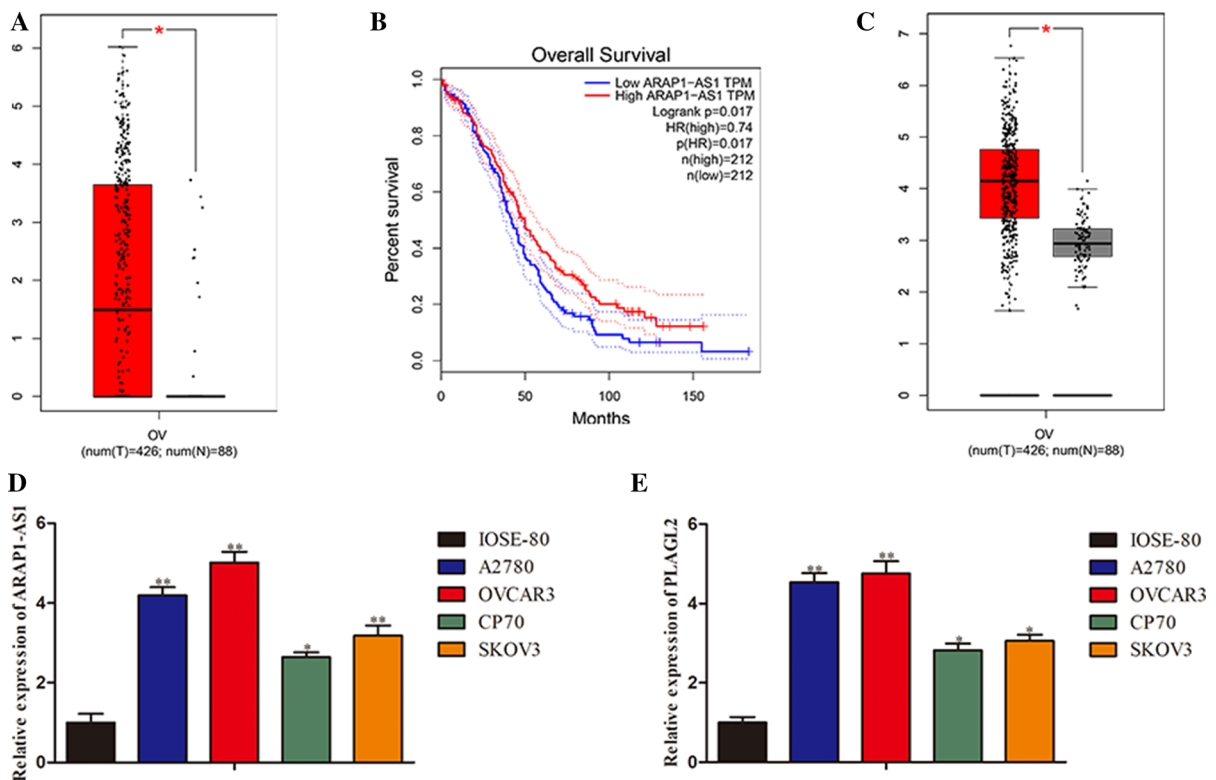 A
*
6
5
4
3
2
1
0
OV
(num(T)=426; num(N)=88)
B
Overall Survival
Low ARAP1-AS1 TPM
High ARAP1-AS1 TPM
Logrank p=0.017
HR(high)=0.74
p(HR)=0.017
n(high)=212
n(low)=212
Percent survival
1.0
0.8
0.6
0.4
0.2
0.0
0 50 100 150
Months
C
*
7
6
5
4
3
2
1
0
OV
(num(T)=426; num(N)=88)
D
Relative expression of ARAP1-AS1
6
4
2
0
**
**
*
**
IOSE-80
A2780
OVCAR3
CP70
SKOV3
E
Relative expression of PLAGL2
6
4
2
0
**
**
*
*
IOSE-80
A2780
OVCAR3
CP70
SKOV3